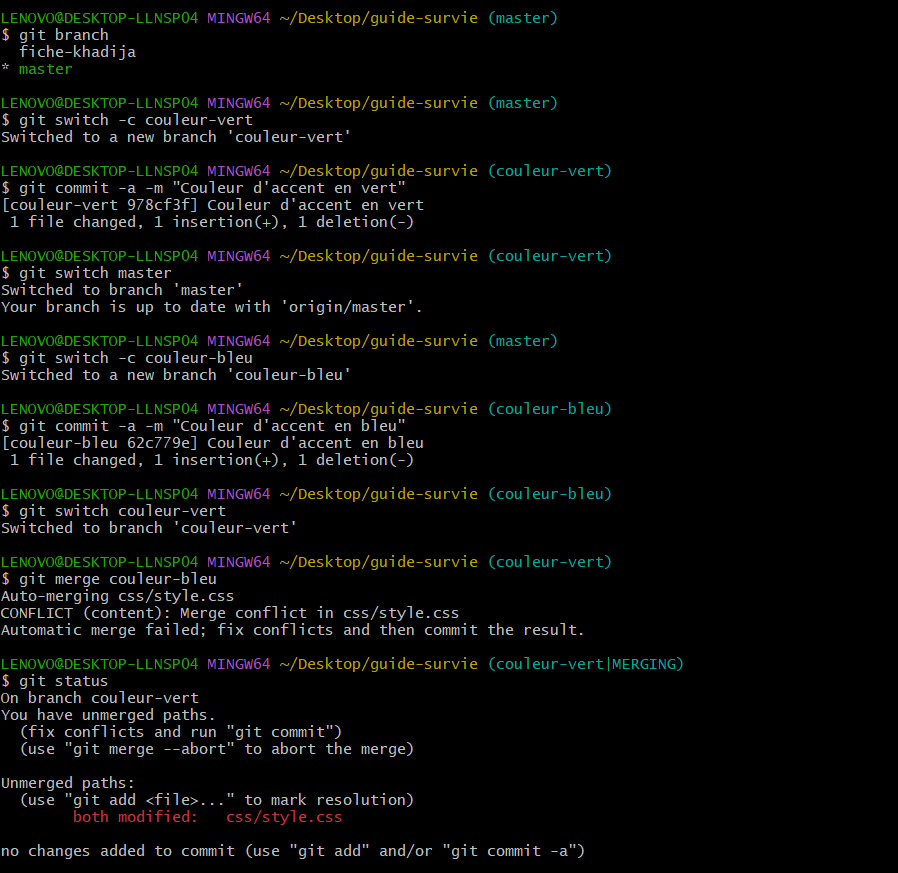 LENOVO@DESKTOP-LLNSPO4 MINGW64 ~/Desktop/guide-survie (master)
$ git branch
  fiche-khadija
* master

LENOVO@DESKTOP-LLNSPO4 MINGW64 ~/Desktop/guide-survie (master)
$ git switch -c couleur-vert
Switched to a new branch 'couleur-vert'

LENOVO@DESKTOP-LLNSPO4 MINGW64 ~/Desktop/guide-survie (couleur-vert)
$ git commit -a -m "Couleur d'accent en vert"
[couleur-vert 978cf3f] Couleur d'accent en vert
 1 file changed, 1 insertion(+), 1 deletion(-)

LENOVO@DESKTOP-LLNSPO4 MINGW64 ~/Desktop/guide-survie (couleur-vert)
$ git switch master
Switched to branch 'master'
Your branch is up to date with 'origin/master'.

LENOVO@DESKTOP-LLNSPO4 MINGW64 ~/Desktop/guide-survie (master)
$ git switch -c couleur-bleu
Switched to a new branch 'couleur-bleu'

LENOVO@DESKTOP-LLNSPO4 MINGW64 ~/Desktop/guide-survie (couleur-bleu)
$ git commit -a -m "Couleur d'accent en bleu"
[couleur-bleu 62c779e] Couleur d'accent en bleu
 1 file changed, 1 insertion(+), 1 deletion(-)

LENOVO@DESKTOP-LLNSPO4 MINGW64 ~/Desktop/guide-survie (couleur-bleu)
$ git switch couleur-vert
Switched to branch 'couleur-vert'

LENOVO@DESKTOP-LLNSPO4 MINGW64 ~/Desktop/guide-survie (couleur-vert)
$ git merge couleur-bleu
Auto-merging css/style.css
CONFLICT (content): Merge conflict in css/style.css
Automatic merge failed; fix conflicts and then commit the result.

LENOVO@DESKTOP-LLNSPO4 MINGW64 ~/Desktop/guide-survie (couleur-vert|MERGING)
$ git status
On branch couleur-vert
You have unmerged paths.
  (fix conflicts and run "git commit")
  (use "git merge --abort" to abort the merge)

Unmerged paths:
  (use "git add <file>..." to mark resolution)
        both modified:   css/style.css

no changes added to commit (use "git add" and/or "git commit -a")